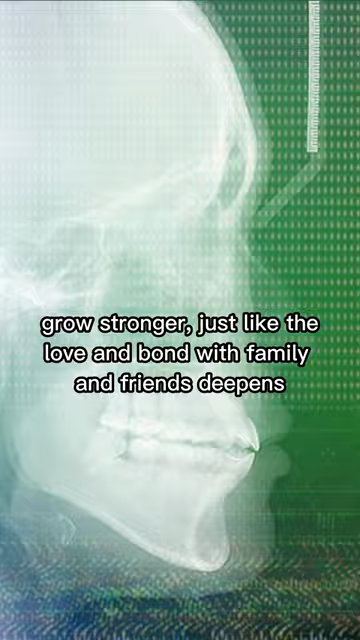 grow stronger, just like the
love and bond with family
and friends deepens